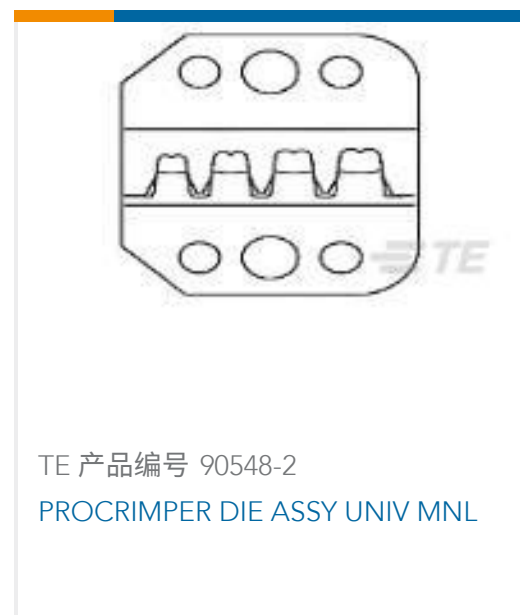 TE
TE 产品编号 90548-2
PROCRIMPER DIE ASSY UNIV MNL